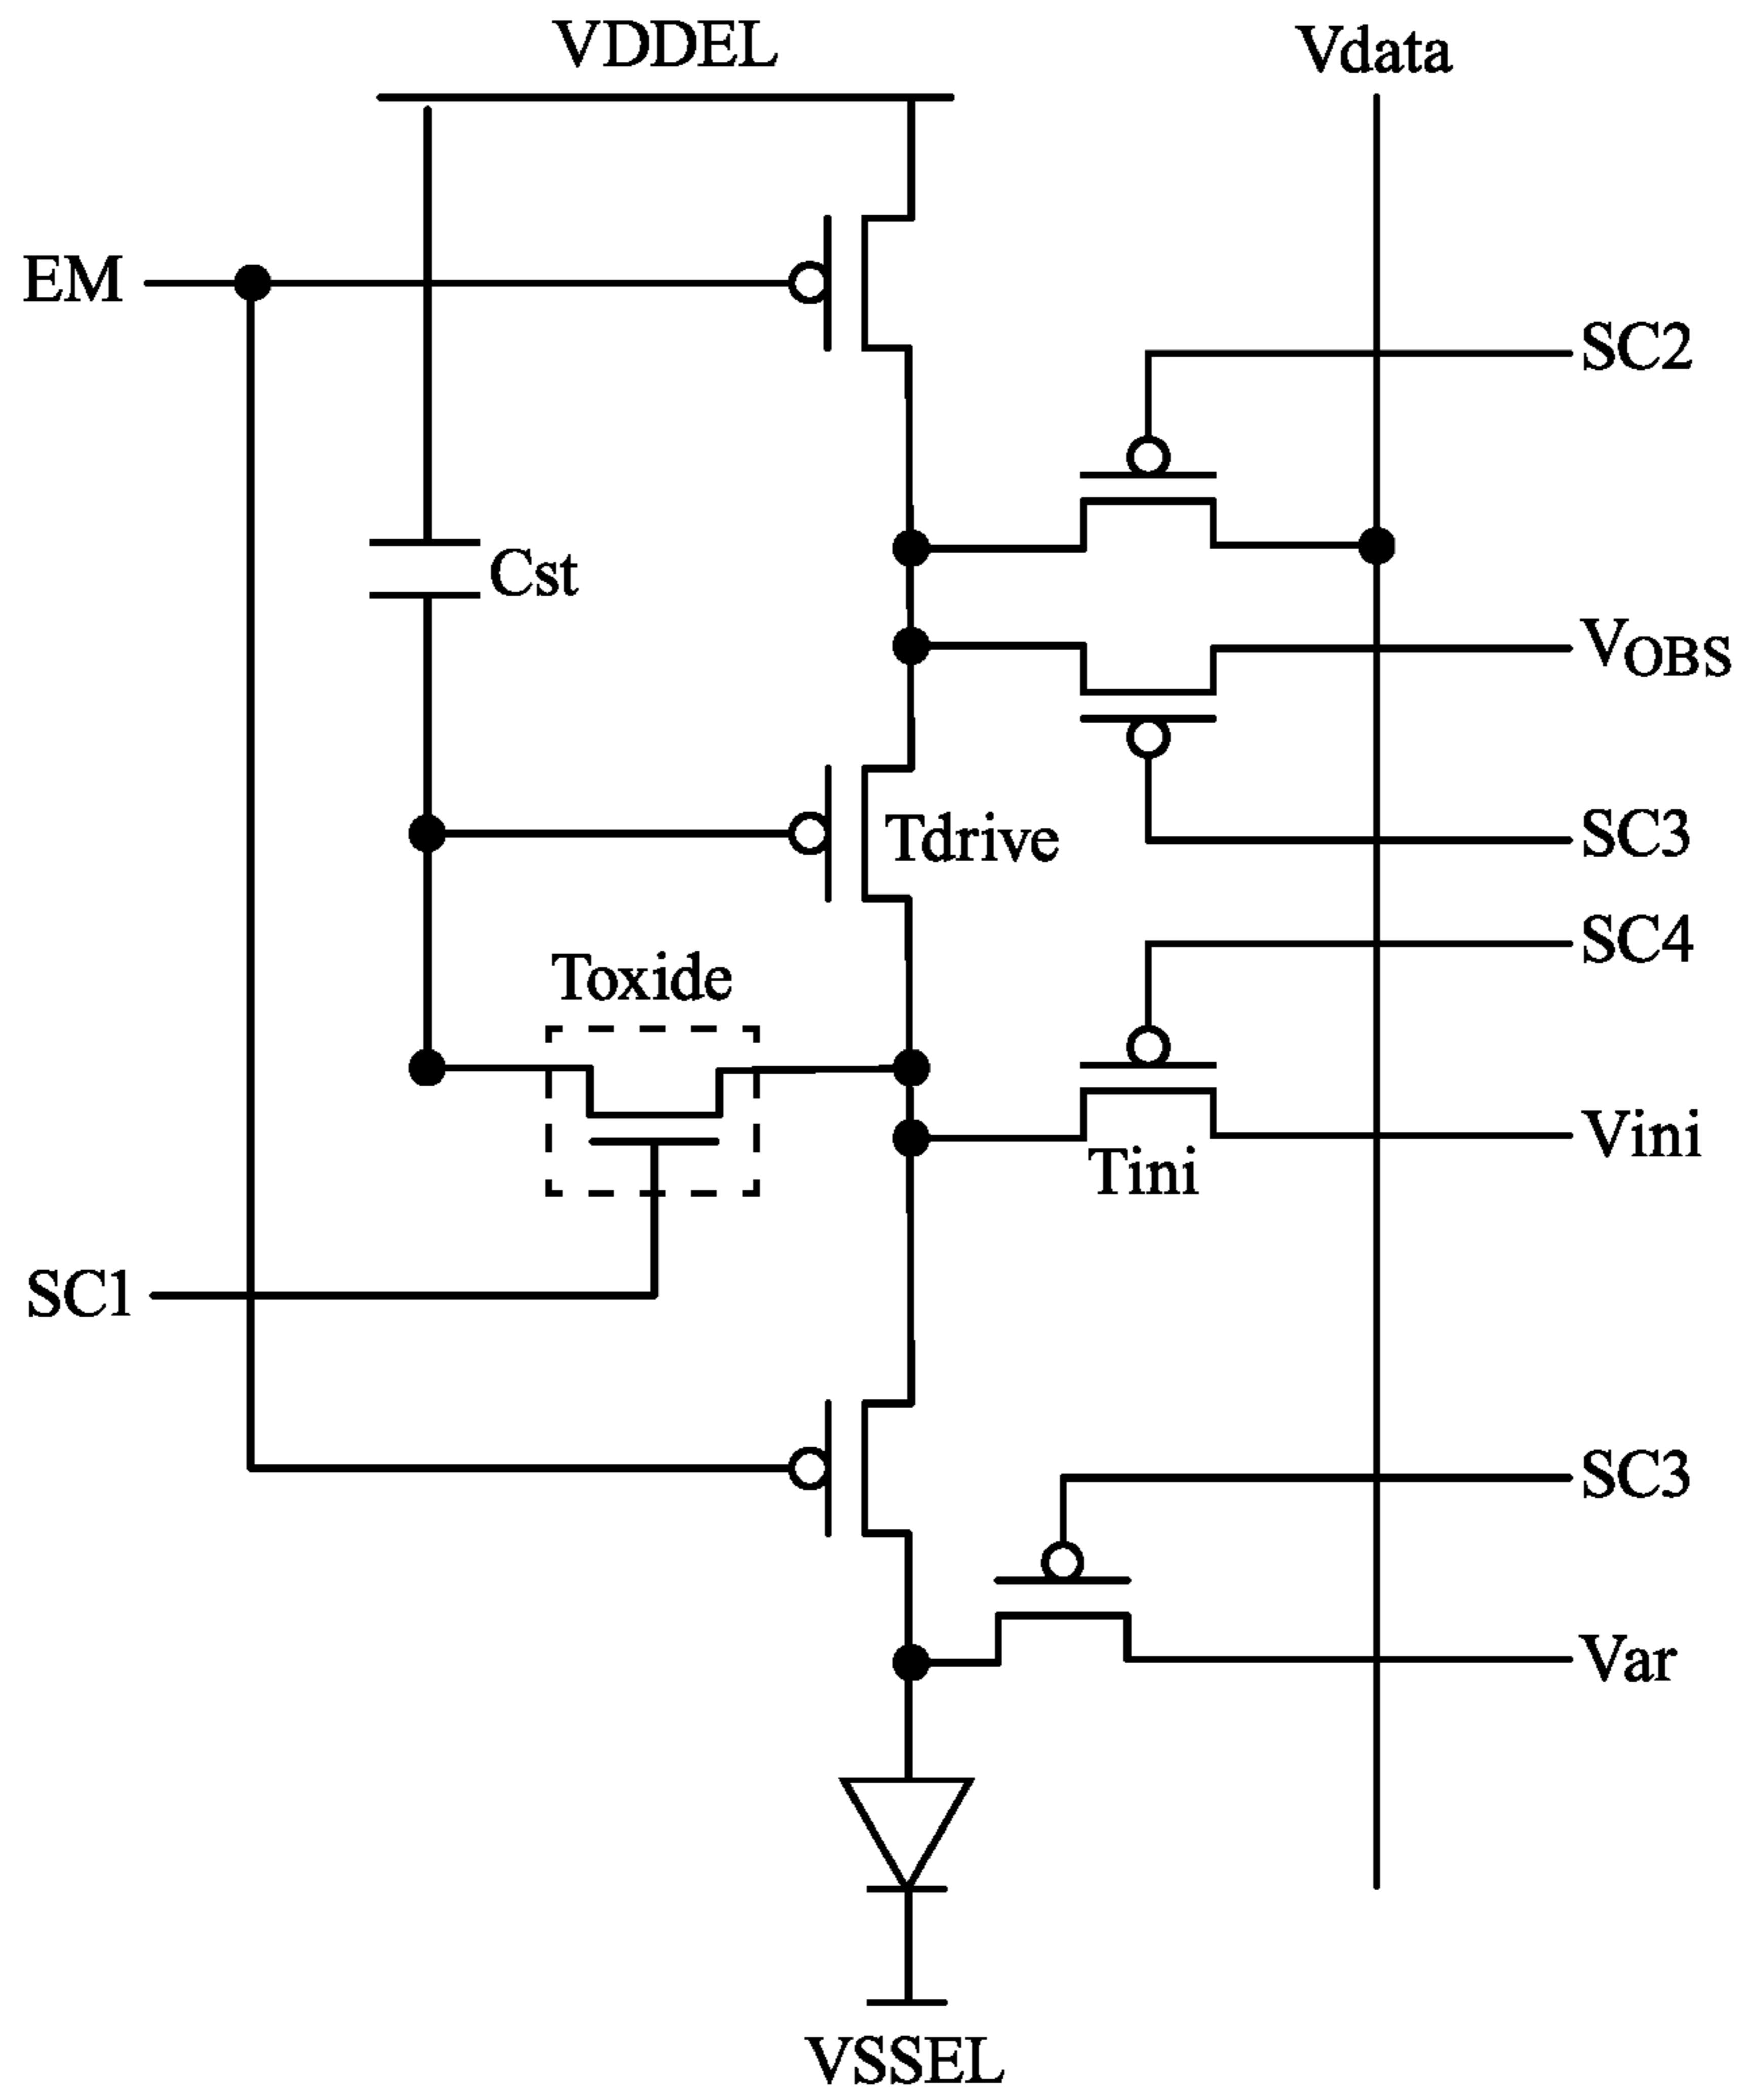 VDDEL
Vdata
EM
SC2
Cst
VOBS
Tdrive
SC3
SC4
Toxide
Vini
Tini
SC1
SC3
Var
VSSEL